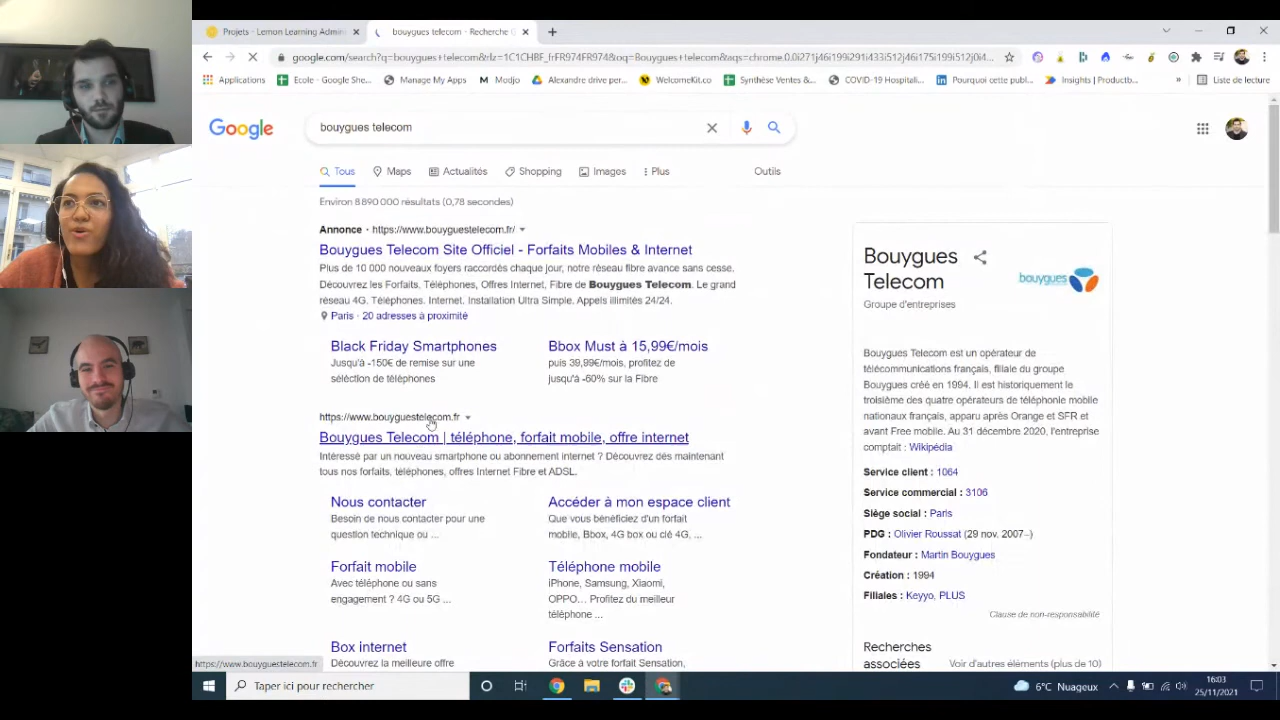 Projets - Lemon Learning Admin
bouygues telecom - Recherche G
google.com/search?q=bouygues+telecom&rlz=1C1CHBF_frFR974FR974&oq=Bouygues+telecom&aqs=chrome.0.0i271j46i199i291i433i512j46i175i199i512j0i4...
Applications
Ecole - Google She...
Manage My Apps
Modjo
Alexandre drive per...
WelcomeKit.co
Synthèse Ventes &...
COVID-19 Hospitali...
Pourquoi cette publ...
Insights | Productb...
»
Liste de lecture
Google
bouygues telecom
Tous
Maps
Actualités
Shopping
Images
Plus
Outils
Environ 8 890 000 résultats (0,78 secondes)
Annonce · https://www.bouyguestelecom.fr/
Bouygues Telecom Site Officiel - Forfaits Mobiles & Internet
Plus de 10 000 nouveaux foyers raccordés chaque jour, notre réseau fibre avance sans cesse.
Découvrez les Forfaits, Téléphones, Offres Internet, Fibre de Bouygues Telecom. Le grand
réseau 4G. Téléphones. Internet. Installation Ultra Simple. Appels illimités 24/24.
Paris · 20 adresses à proximité
Black Friday Smartphones
Jusqu'à -150€ de remise sur une
séléction de téléphones
Bbox Must à 15,99€/mois
puis 39,99€/mois, profitez de
jusqu'à -60% sur la Fibre
https://www.bouyguestelecom.fr
Bouygues Telecom | téléphone, forfait mobile, offre internet
Intéressé par un nouveau smartphone ou abonnement internet ? Découvrez dès maintenant
tous nos forfaits, téléphones, offres Internet Fibre et ADSL.
Nous contacter
Besoin de nous contacter pour une
question technique ou ...
Accéder à mon espace client
Que vous bénéficiez d'un forfait
mobile, Bbox, 4G box ou clé 4G, ...
Forfait mobile
Avec téléphone ou sans
engagement ? 4G ou 5G ...
Téléphone mobile
iPhone, Samsung, Xiaomi,
OPPO… Profitez du meilleur
téléphone ...
Box internet
Découvrez la meilleure offre
Forfaits Sensation
Grâce à votre forfait Sensation,
Bouygues
Telecom
Groupe d'entreprises
bouygues
Bouygues Telecom est un opérateur de
télécommunications français, filiale du groupe
Bouygues créé en 1994. Il est historiquement le
troisième des quatre opérateurs de téléphonie mobile
nationaux français, apparu après Orange et SFR et
avant Free mobile. Au 31 décembre 2020, l'entreprise
comptait : Wikipédia
Service client : 1064
Service commercial : 3106
Siège social : Paris
PDG : Olivier Roussat (29 nov. 2007–)
Fondateur : Martin Bouygues
Création : 1994
Filiales : Keyyo, PLUS
Clause de non-responsabilité
Recherches
associées
Voir d'autres éléments (plus de 10)
https://www.bouyguestelecom.fr
Taper ici pour rechercher
6°C Nuageux
16:03
25/11/2021